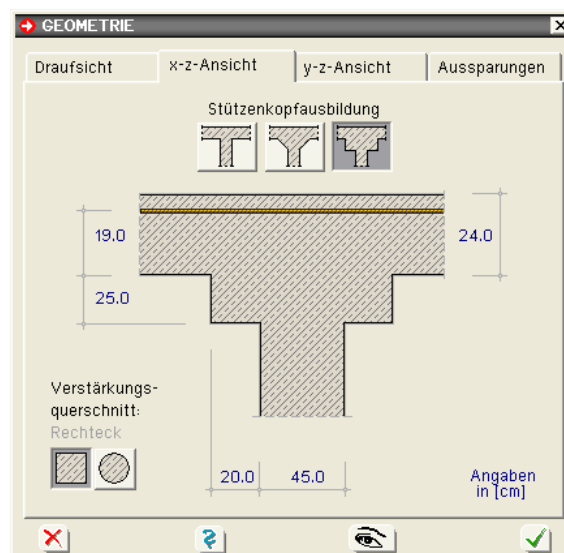 GEOMETRIE
Draufsicht x-z-Ansicht y-z-Ansicht Aussparungen
Stützenkopfausbildung
19.0 24.0
25.0
Verstärkungs-
querschnitt:
Rechteck
20.0 45.0 Angaben
in [cm]